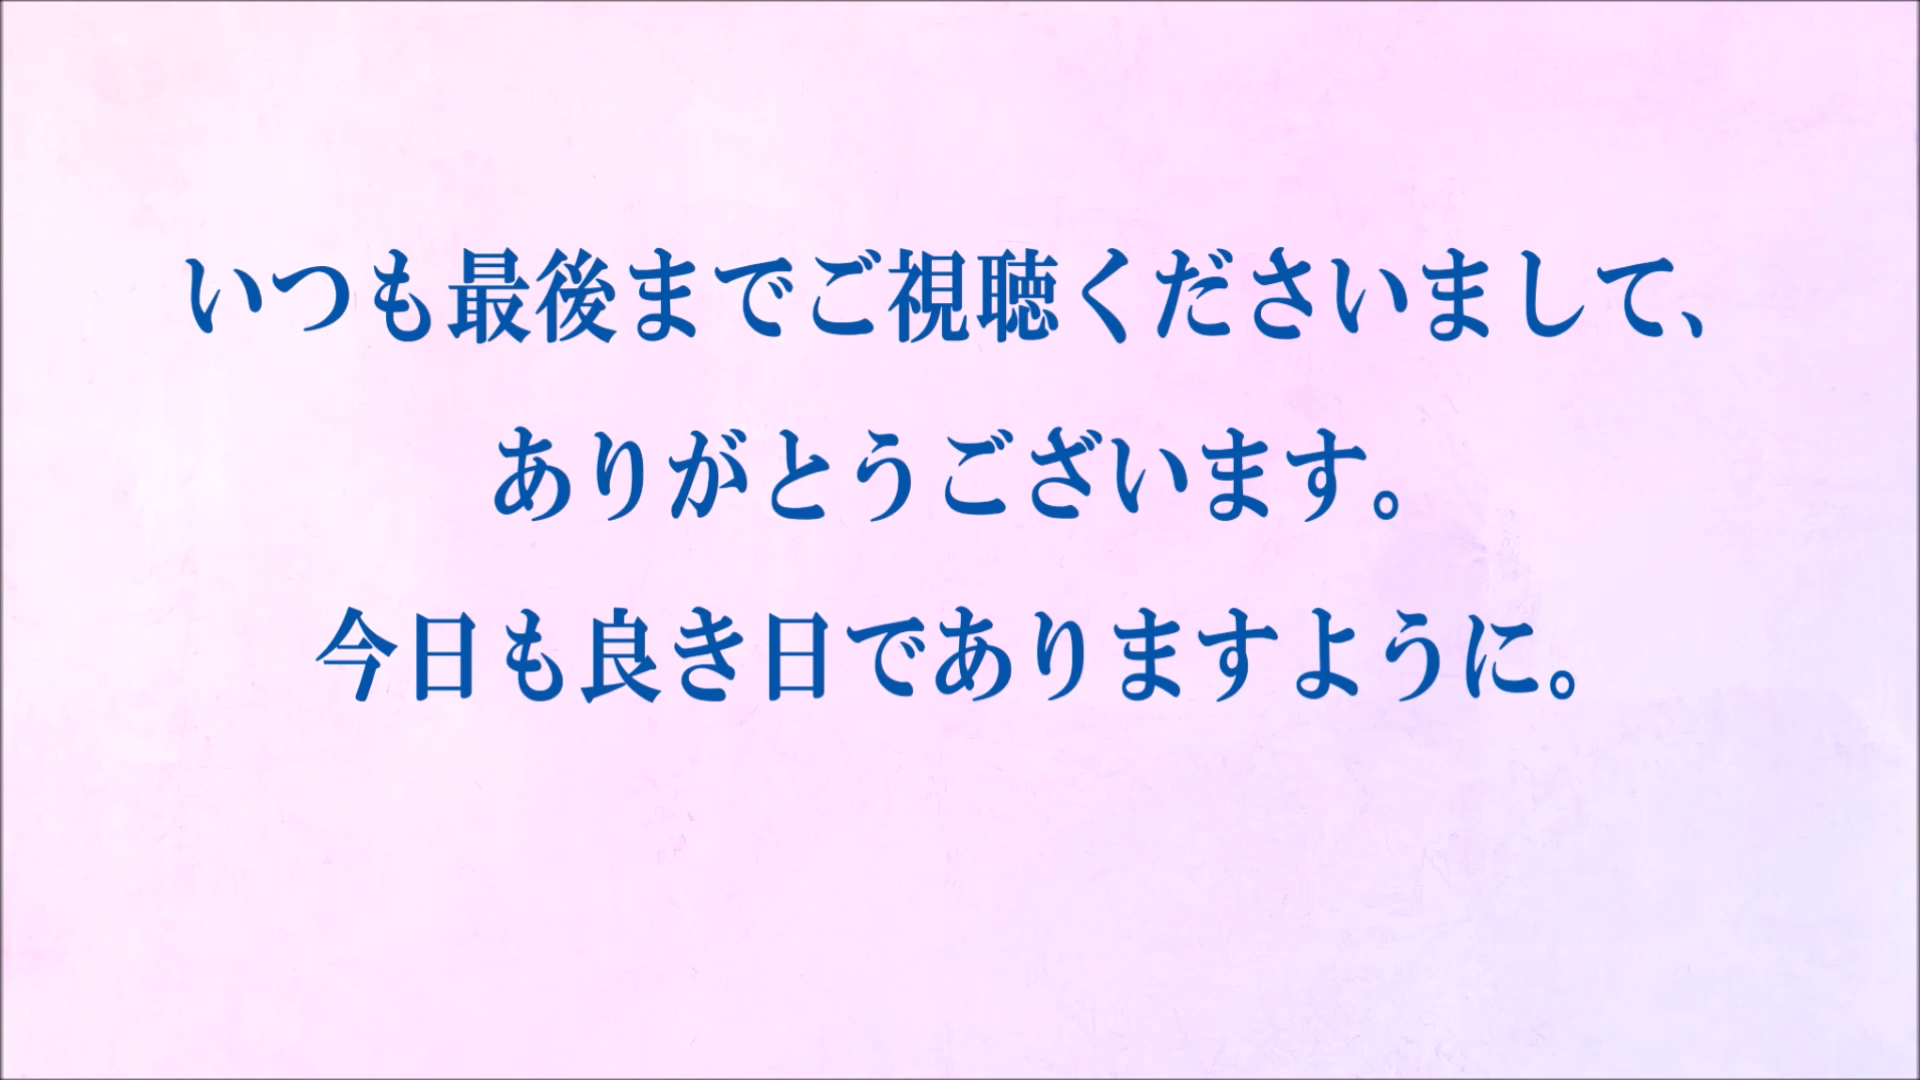 いつも最後までご視聴くださいまして、
ありがとうございます。
今日も良き日でありますように。